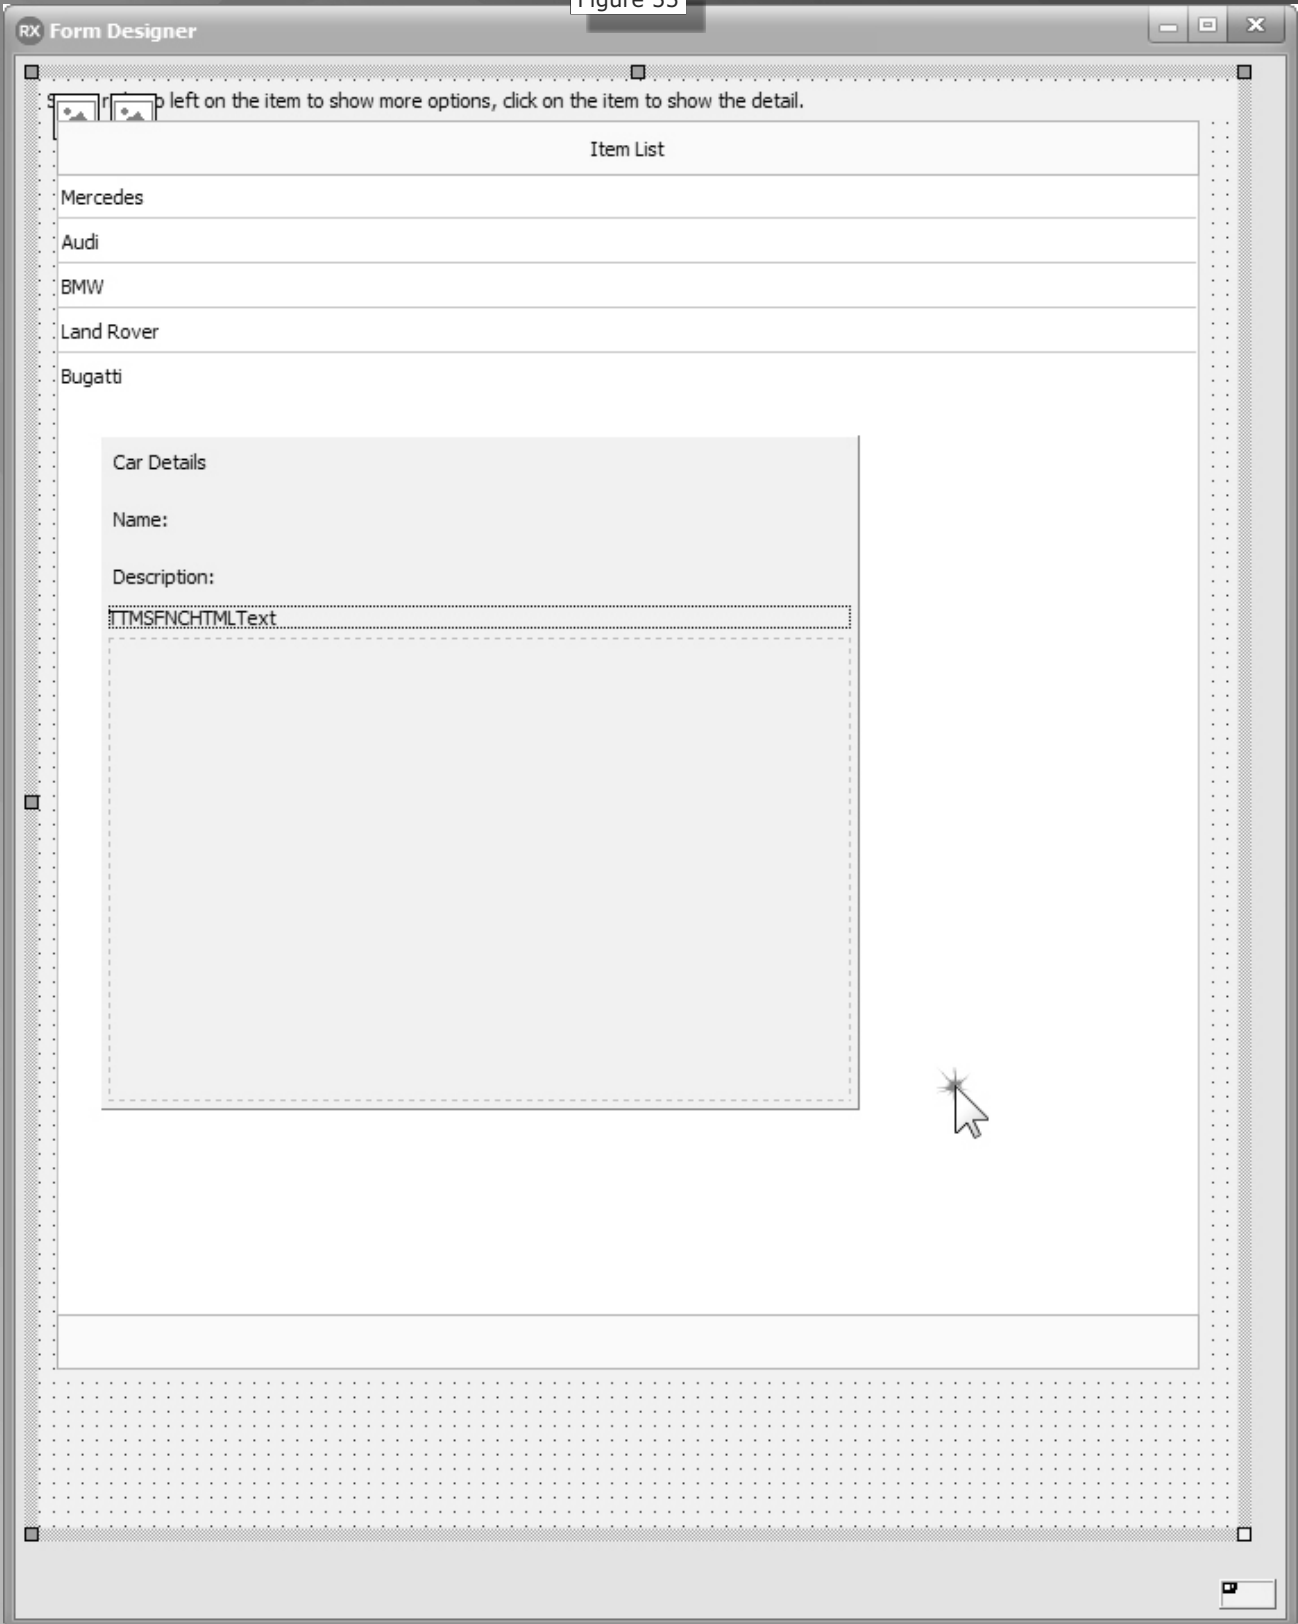 Figure 35
RX Form Designer
left on the item to show more options, click on the item to show the detail.
Item List
Mercedes
Audi
BMW
Land Rover
Bugatti
Car Details
Name:
Description:
TTMSFNCHTMLText